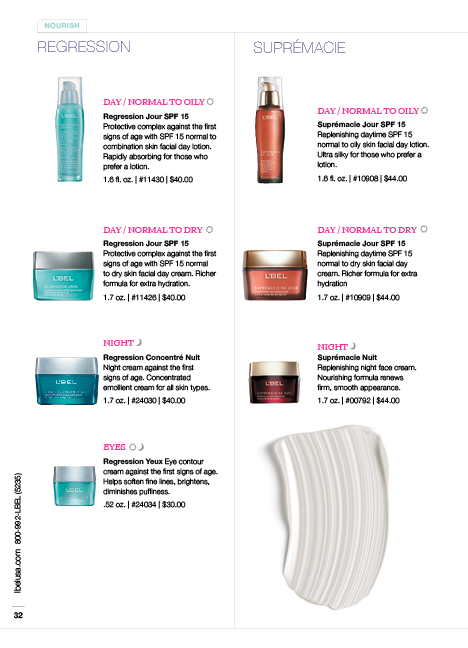 NOURISH
REGRESSION
DAY / NORMAL TO OILY
Regression Jour SPF 15
Protective complex against the first
signs of age with SPF 15 normal to
combination skin facial day lotion.
Rapidly absorbing for those who
prefer a lotion.
1.6 fl. oz. | #11430 | $40.00
DAY / NORMAL TO DRY
Regression Jour SPF 15
Protective complex against the first
signs of age with SPF 15 normal
to dry skin facial day cream. Richer
formula for extra hydration.
1.7 oz. | #11426 | $40.00
L'BEL
NIGHT
Regression Concentré Nuit
Night cream against the first
signs of age. Concentrated
emollient cream for all skin types.
1.7 oz. | #24030 | $40.00
L'BEL
EYES
Regression Yeux Eye contour
cream against the first signs of age.
Helps soften fine lines, brightens,
diminishes puffiness.
.52 oz. | #24034 | $30.00
L'BEL
SUPRÉMACIE
L'BEL
DAY / NORMAL TO OILY
Suprémacie Jour SPF 15
Replenishing daytime SPF 15
normal to oily skin facial day lotion.
Ultra silky for those who prefer a
lotion.
1.6 fl. oz. | #10908 | $44.00
DAY / NORMAL TO DRY
Suprémacie Jour SPF 15
Replenishing daytime SPF 15
normal to dry skin facial day
cream. Richer formula for extra
hydration
1.7 oz. | #10909 | $44.00
L'BEL
NIGHT
Suprémacie Nuit
Replenishing night face cream.
Nourishing formula renews
firm, smooth appearance.
1.7 oz. | #00792 | $44.00
L'BEL
lbelusa.com 800-992-LBEL (5235)
32